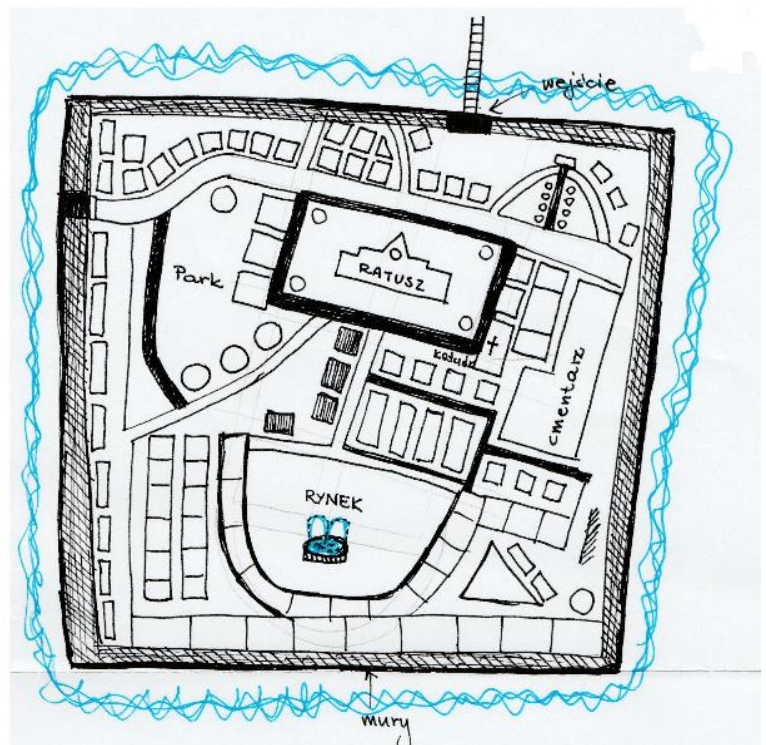 wejście
Park
RATUSZ
kościół
cmentarz
RYNEK
mury